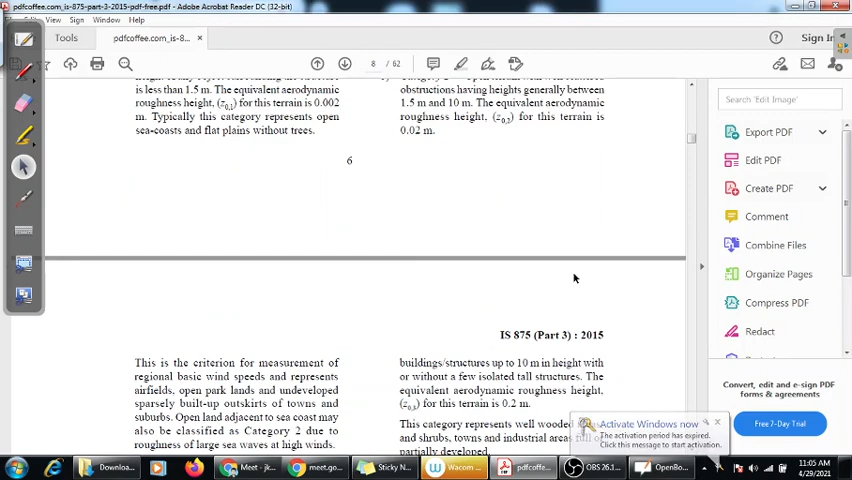 pdfcoffee.com_is-875-part-3-2015-pdf-free.pdf - Adobe Acrobat Reader DC (32-bit)
Edit View Sign Window Help
Tools
pdfcoffee.com_is-8... ×
Sign In
8 / 62
is less than 1.5 m. The equivalent aerodynamic
roughness height, (z0,1) for this terrain is 0.002
m. Typically this category represents open
sea-coasts and flat plains without trees.
obstructions having heights generally between
1.5 m and 10 m. The equivalent aerodynamic
roughness height, (z0,2) for this terrain is
0.02 m.
6
IS 875 (Part 3) : 2015
This is the criterion for measurement of
regional basic wind speeds and represents
airfields, open park lands and undeveloped
sparsely built-up outskirts of towns and
suburbs. Open land adjacent to sea coast may
also be classified as Category 2 due to
roughness of large sea waves at high winds.
buildings/structures up to 10 m in height with
or without a few isolated tall structures. The
equivalent aerodynamic roughness height,
(z0,3) for this terrain is 0.2 m.
This category represents well wooded
and shrubs, towns and industrial areas full
partially developed.
Search 'Edit Image'
Export PDF
Edit PDF
Create PDF
Comment
Combine Files
Organize Pages
Compress PDF
Redact
Convert, edit and e-sign PDF
forms & agreements
Free 7-Day Trial
Activate Windows now
The activation period has expired.
Click this message to start activation.
Downloa...
Meet - jk...
meet.goo...
Sticky N...
Wacom ...
pdfcoffe...
OBS 26.1...
OpenBo...
11:05 AM
4/29/2021